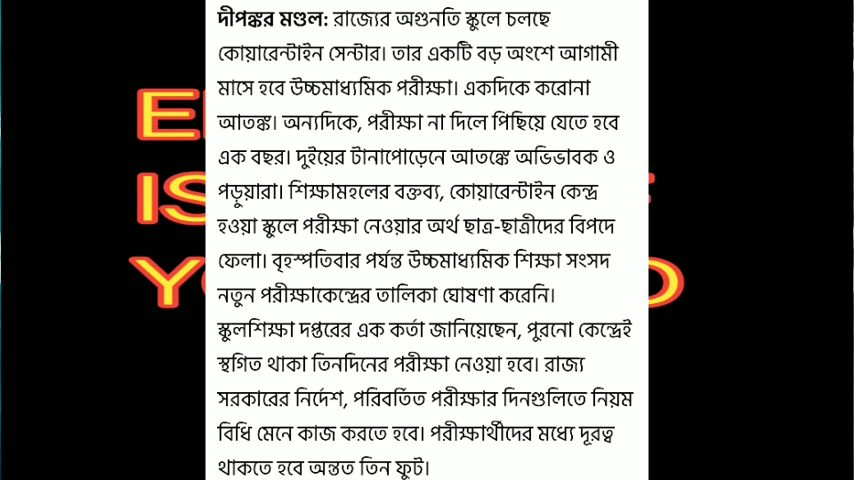 দীপঙ্কর মণ্ডল: রাজ্যের অগুনতি স্কুলে চলছে
কোয়ারেন্টাইন সেন্টার। তার একটি বড় অংশে আগামী
মাসে হবে উচ্চমাধ্যমিক পরীক্ষা। একদিকে করোনা
আতঙ্ক। অন্যদিকে, পরীক্ষা না দিলে পিছিয়ে যেতে হবে
এক বছর। দুইয়ের টানাপোড়েনে আতঙ্কে অভিভাবক ও
পড়ুয়ারা। শিক্ষামহলের বক্তব্য, কোয়ারেন্টাইন কেন্দ্র
হওয়া স্কুলে পরীক্ষা নেওয়ার অর্থ ছাত্র-ছাত্রীদের বিপদে
ফেলা। বৃহস্পতিবার পর্যন্ত উচ্চমাধ্যমিক শিক্ষা সংসদ
নতুন পরীক্ষাকেন্দ্রের তালিকা ঘোষণা করেনি।
স্কুলশিক্ষা দপ্তরের এক কর্তা জানিয়েছেন, পুরনো কেন্দ্রেই
স্থগিত থাকা তিনদিনের পরীক্ষা নেওয়া হবে। রাজ্য
সরকারের নির্দেশ, পরিবর্তিত পরীক্ষার দিনগুলিতে নিয়ম
বিধি মেনে কাজ করতে হবে। পরীক্ষার্থীদের মধ্যে দূরত্ব
থাকতে হবে অন্তত তিন ফুট।